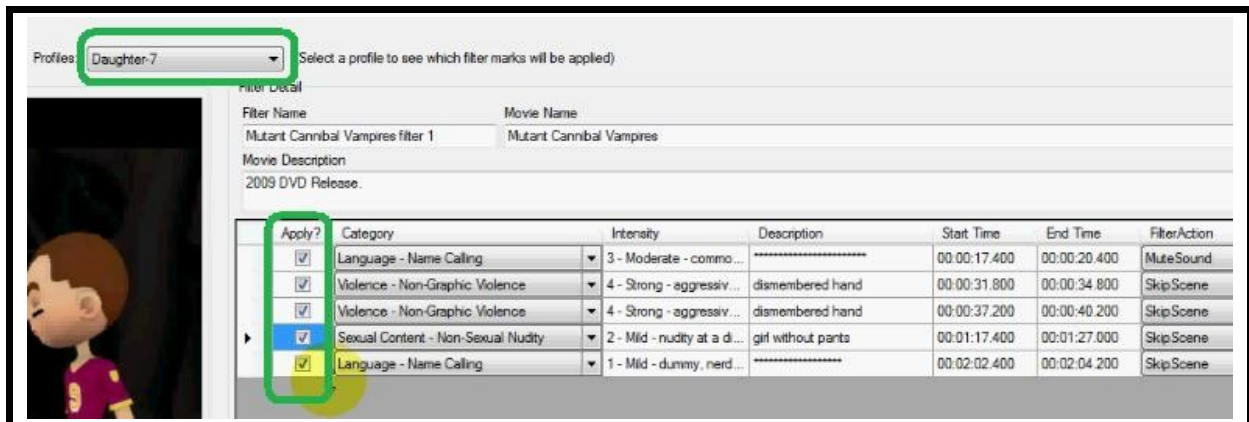 Profiles: Daughter-7 (Select a profile to see which filter marks will be applied)
Filter Detail
Filter Name Movie Name
Mutant Cannibal Vampires filter 1 Mutant Cannibal Vampires
Movie Description
2009 DVD Release.
Apply? Category Intensity Description Start Time End Time FilterAction
Language - Name Calling 3 - Moderate - commo... *********************** 00:00:17.400 00:00:20.400 MuteSound
Violence - Non-Graphic Violence 4 - Strong - aggressiv... dismembered hand 00:00:31.800 00:00:34.800 SkipScene
Violence - Non-Graphic Violence 4 - Strong - aggressiv... dismembered hand 00:00:37.200 00:00:40.200 SkipScene
Sexual Content - Non-Sexual Nudity 2 - Mild - nudity at a di... girl without pants 00:01:17.400 00:01:27.000 SkipScene
Language - Name Calling 1 - Mild - dummy, nerd... ****************** 00:02:02.400 00:02:04.200 SkipScene
9